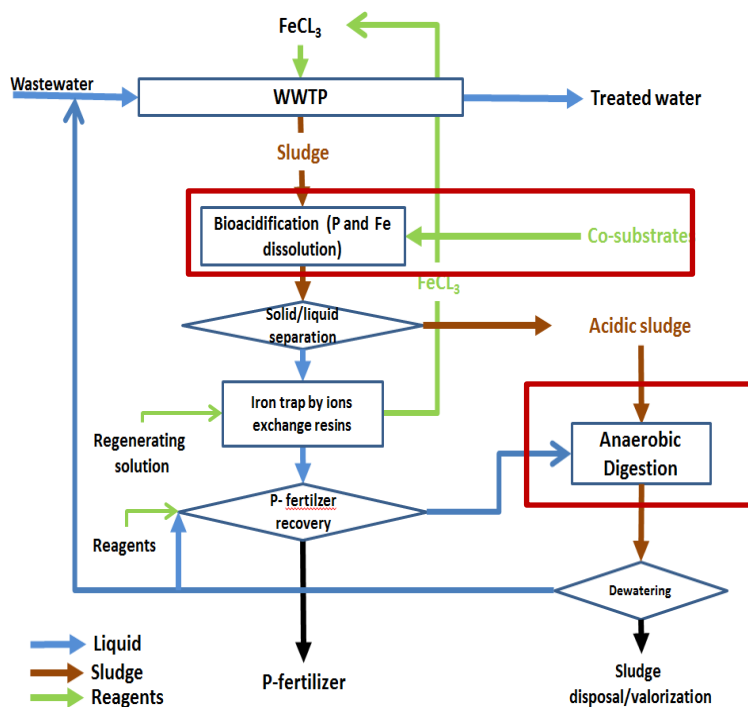 FeCL3
Wastewater
WWTP
Treated water
Sludge
Bioacidification (P and Fe
dissolution)
Co-substrates
FeCL3
Solid/liquid
separation
Acidic sludge
Iron trap by ions
exchange resins
Regenerating
solution
Anaerobic
Digestion
P- fertilzer
recovery
Reagents
Dewatering
Liquid
Sludge
Reagents
P-fertilizer
Sludge
disposal/valorization